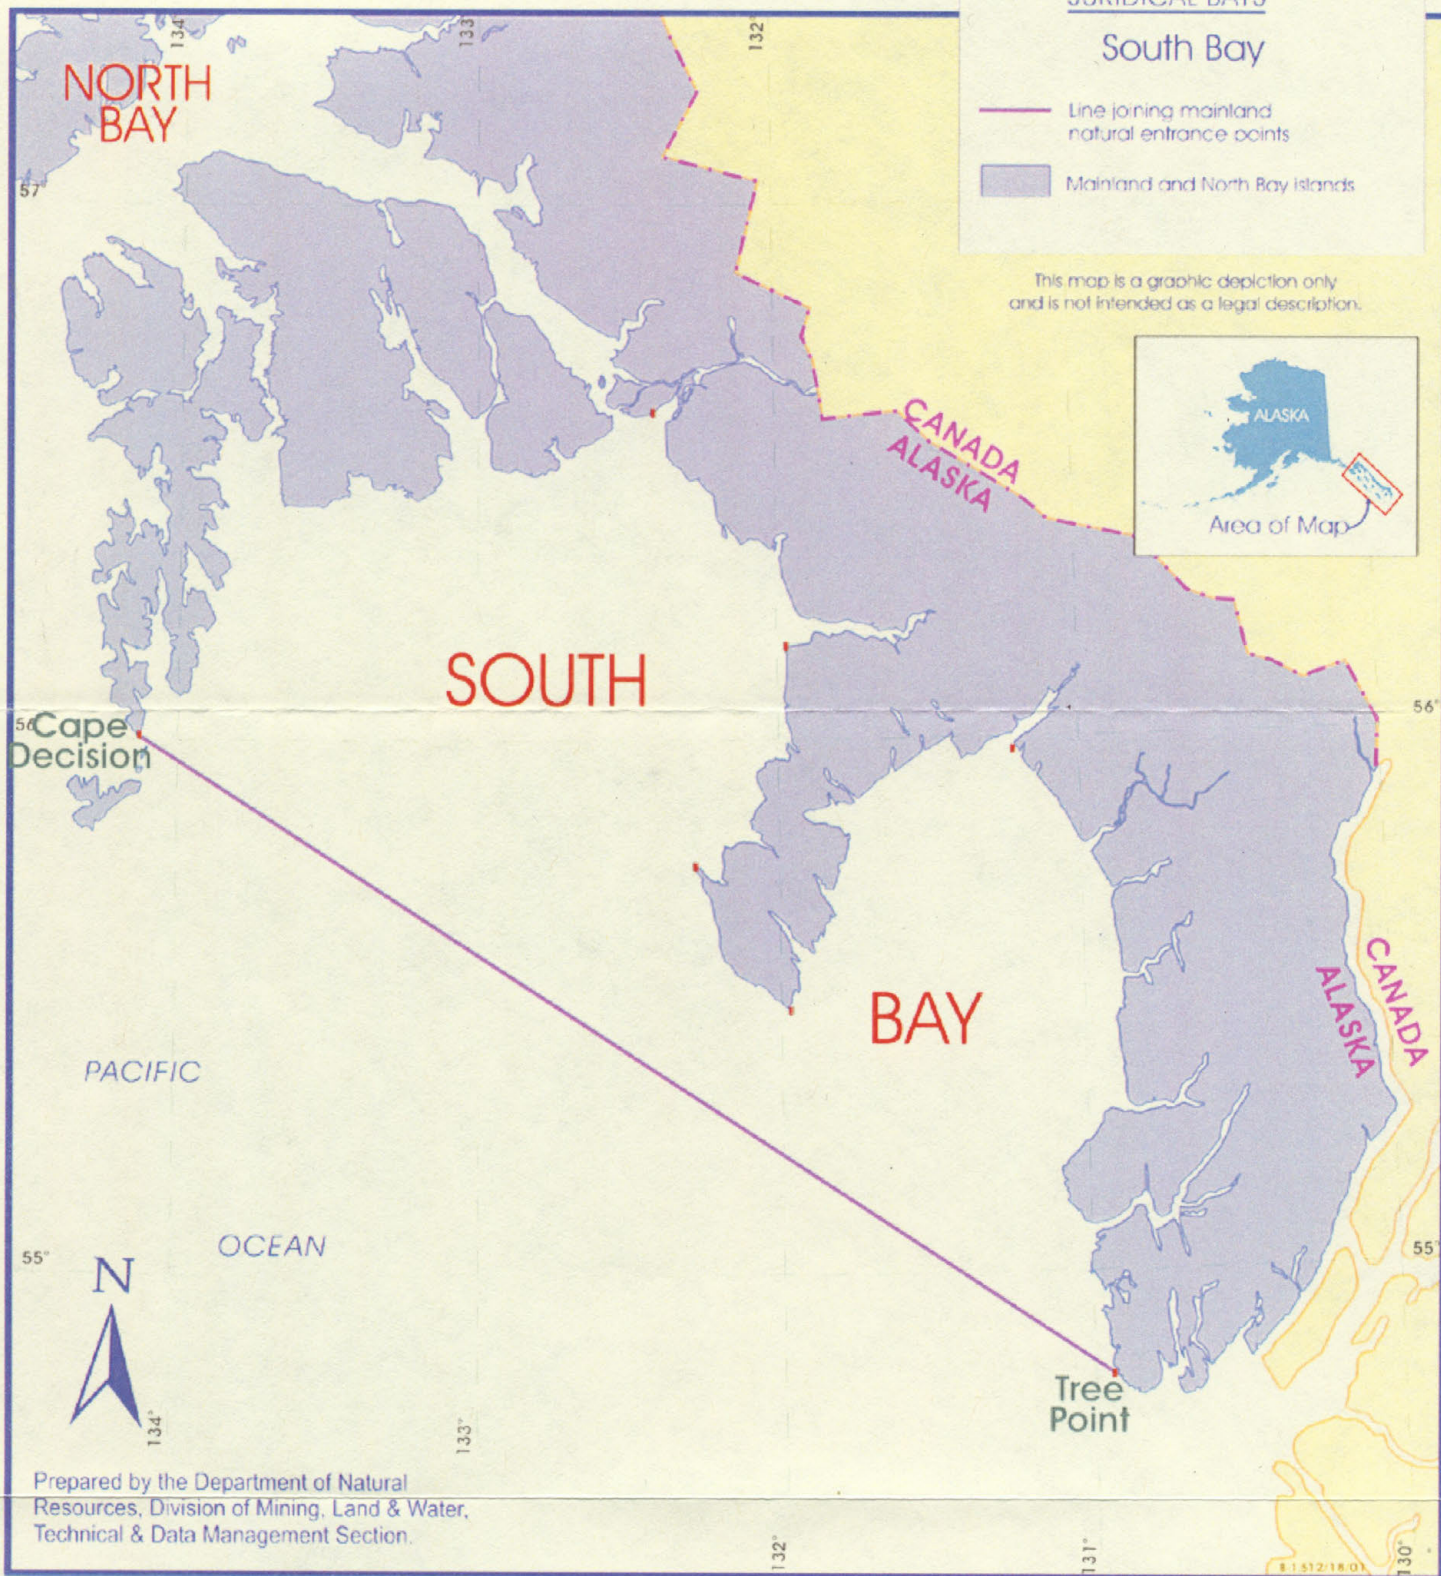 JURIDICAL BAYS
South Bay
Line joining mainland
natural entrance points
Mainland and North Bay Islands
This map is a graphic depiction only
and is not intended as a legal description.
ALASKA
Area of Map
134°
133°
132°
NORTH
BAY
57°
CANADA
ALASKA
SOUTH
56°
56°
Cape
Decision
BAY
CANADA
ALASKA
PACIFIC
OCEAN
55°
55°
N
Tree
Point
134°
133°
132°
131°
130°
Prepared by the Department of Natural
Resources, Division of Mining, Land & Water,
Technical & Data Management Section.